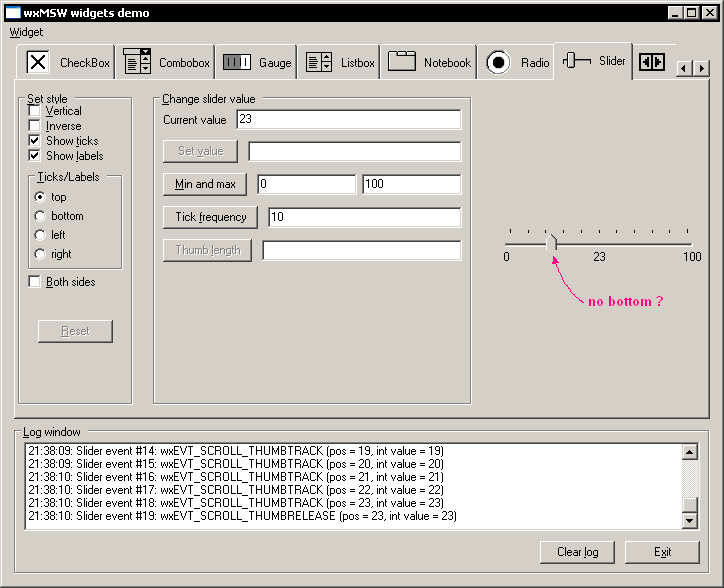 wxMSW widgets demo
Widget
CheckBox Combobox Gauge Listbox Notebook Radio Slider
Set style
Vertical
Inverse
Show ticks
Show labels
Ticks/Labels
top
bottom
left
right
Both sides
Reset
Change slider value
Current value 23
Set value
Min and max 0 100
Tick frequency 10
Thumb length
0 23 100
no bottom ?
Log window
21:38:09: Slider event #14: wxEVT_SCROLL_THUMBTRACK (pos = 19, int value = 19)
21:38:09: Slider event #15: wxEVT_SCROLL_THUMBTRACK (pos = 20, int value = 20)
21:38:10: Slider event #16: wxEVT_SCROLL_THUMBTRACK (pos = 21, int value = 21)
21:38:10: Slider event #17: wxEVT_SCROLL_THUMBTRACK (pos = 22, int value = 22)
21:38:10: Slider event #18: wxEVT_SCROLL_THUMBTRACK (pos = 23, int value = 23)
21:38:10: Slider event #19: wxEVT_SCROLL_THUMBRELEASE (pos = 23, int value = 23)
Clear log Exit